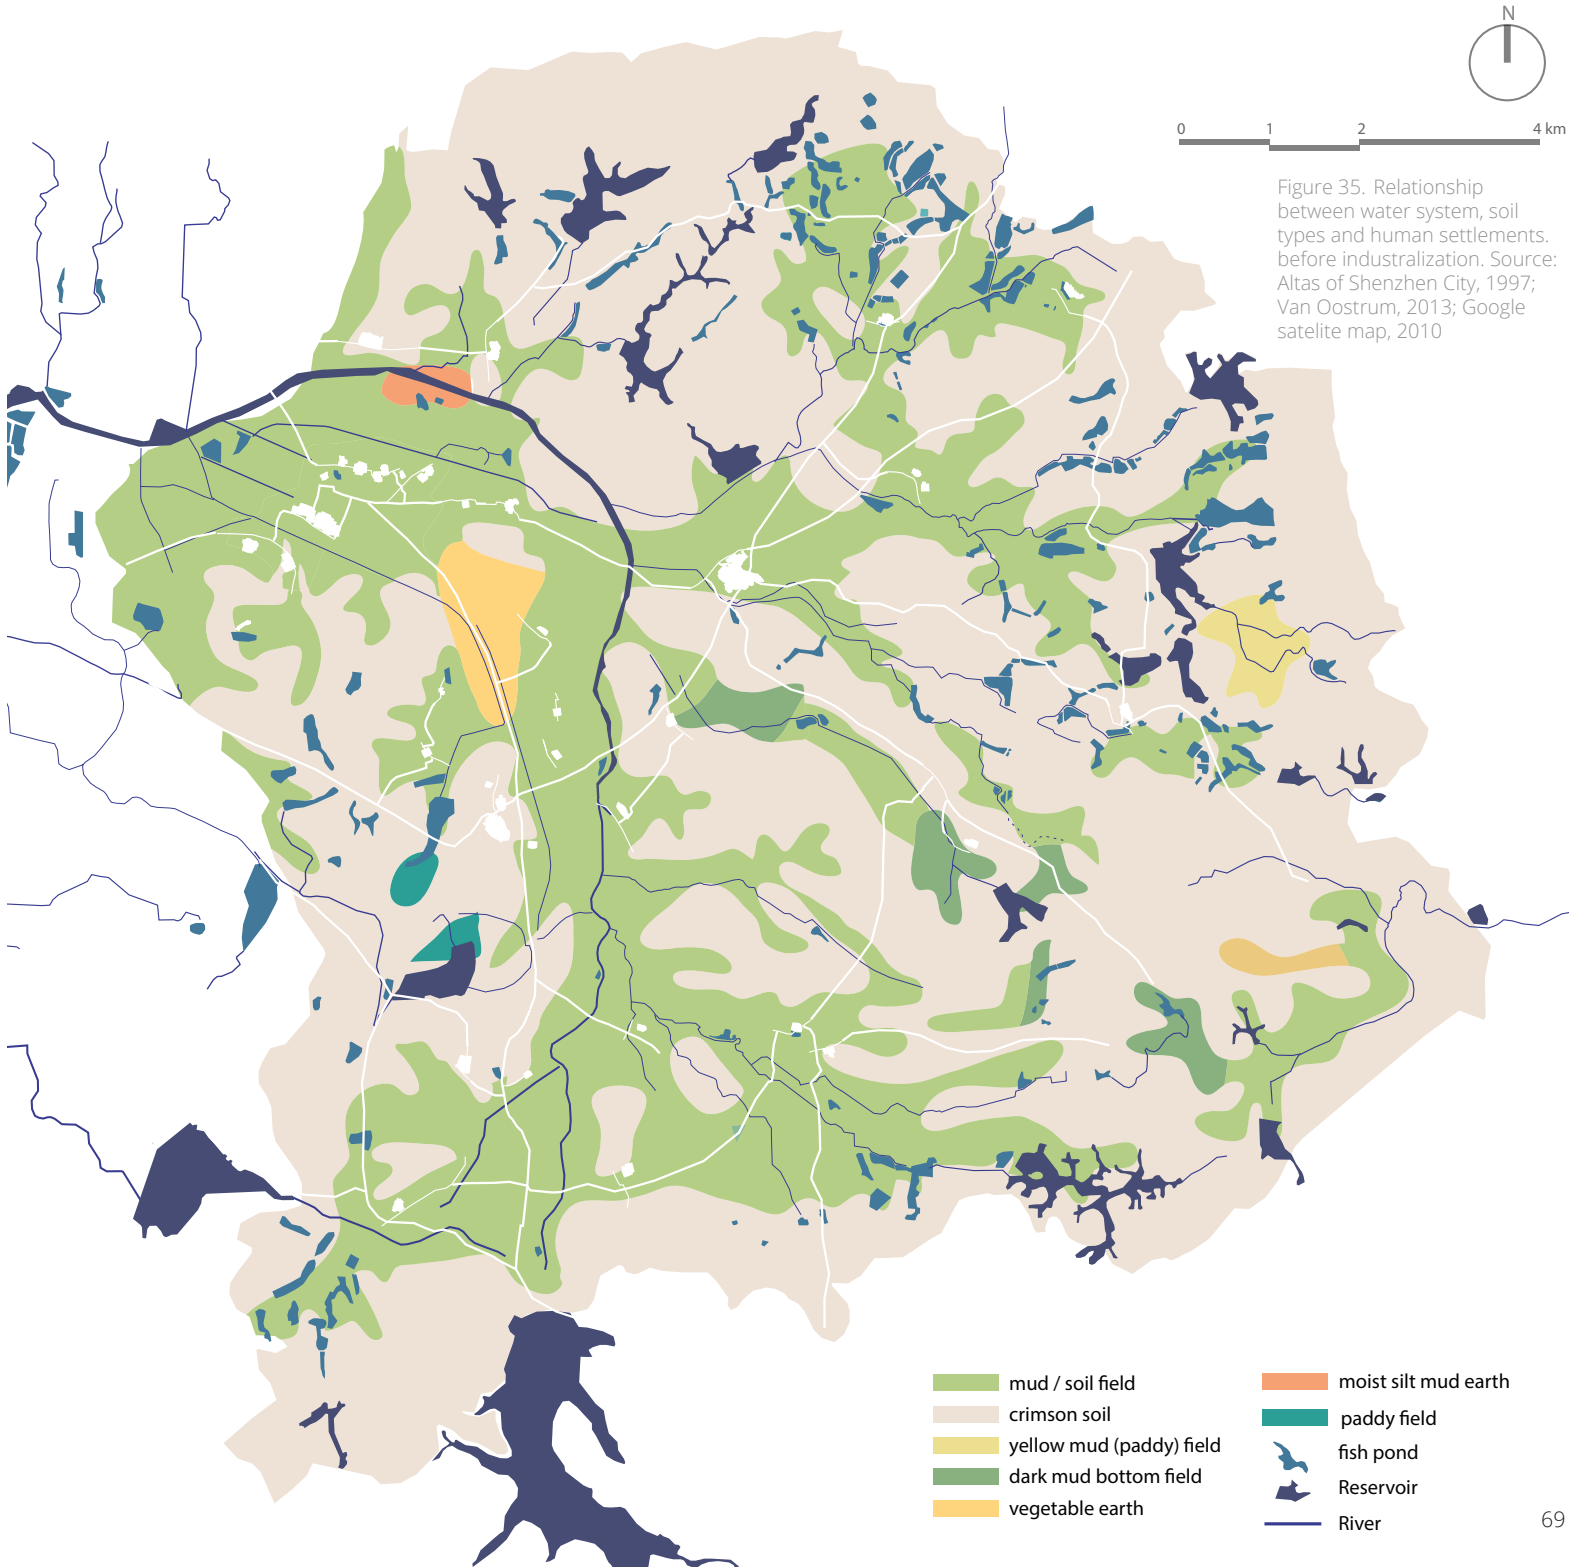 N
0 1 2 4 km
Figure 35. Relationship
between water system, soil
types and human settlements.
before industralization. Source:
Altas of Shenzhen City, 1997;
Van Oostrum, 2013; Google
satelite map, 2010
mud / soil field
crimson soil
yellow mud (paddy) field
dark mud bottom field
vegetable earth
moist silt mud earth
paddy field
fish pond
Reservoir
River
69